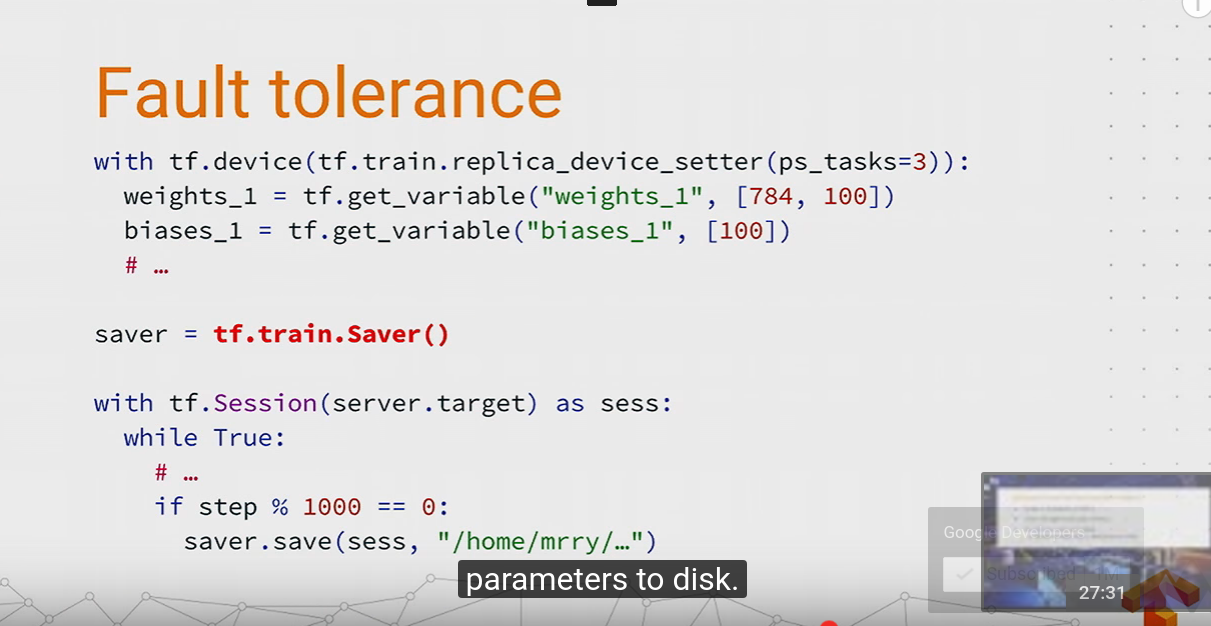 Fault tolerance
with tf.device(tf.train.replica_device_setter(ps_tasks=3)):
weights_1 = tf.get_variable("weights_1", [784, 100])
biases_1 = tf.get_variable("biases_1", [100])
# …
saver = tf.train.Saver()
with tf.Session(server.target) as sess:
while True:
# …
if step % 1000 == 0:
saver.save(sess, "/home/mrry/…")
parameters to disk.
Google Developers
Subscribed 1M
27:31